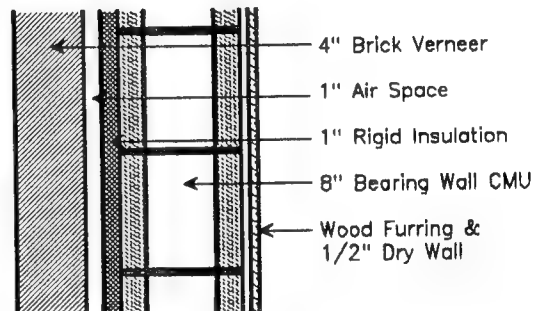 4" Brick Verneer
1" Air Space
1" Rigid Insulation
8" Bearing Wall CMU
Wood Furring &
1/2" Dry Wall